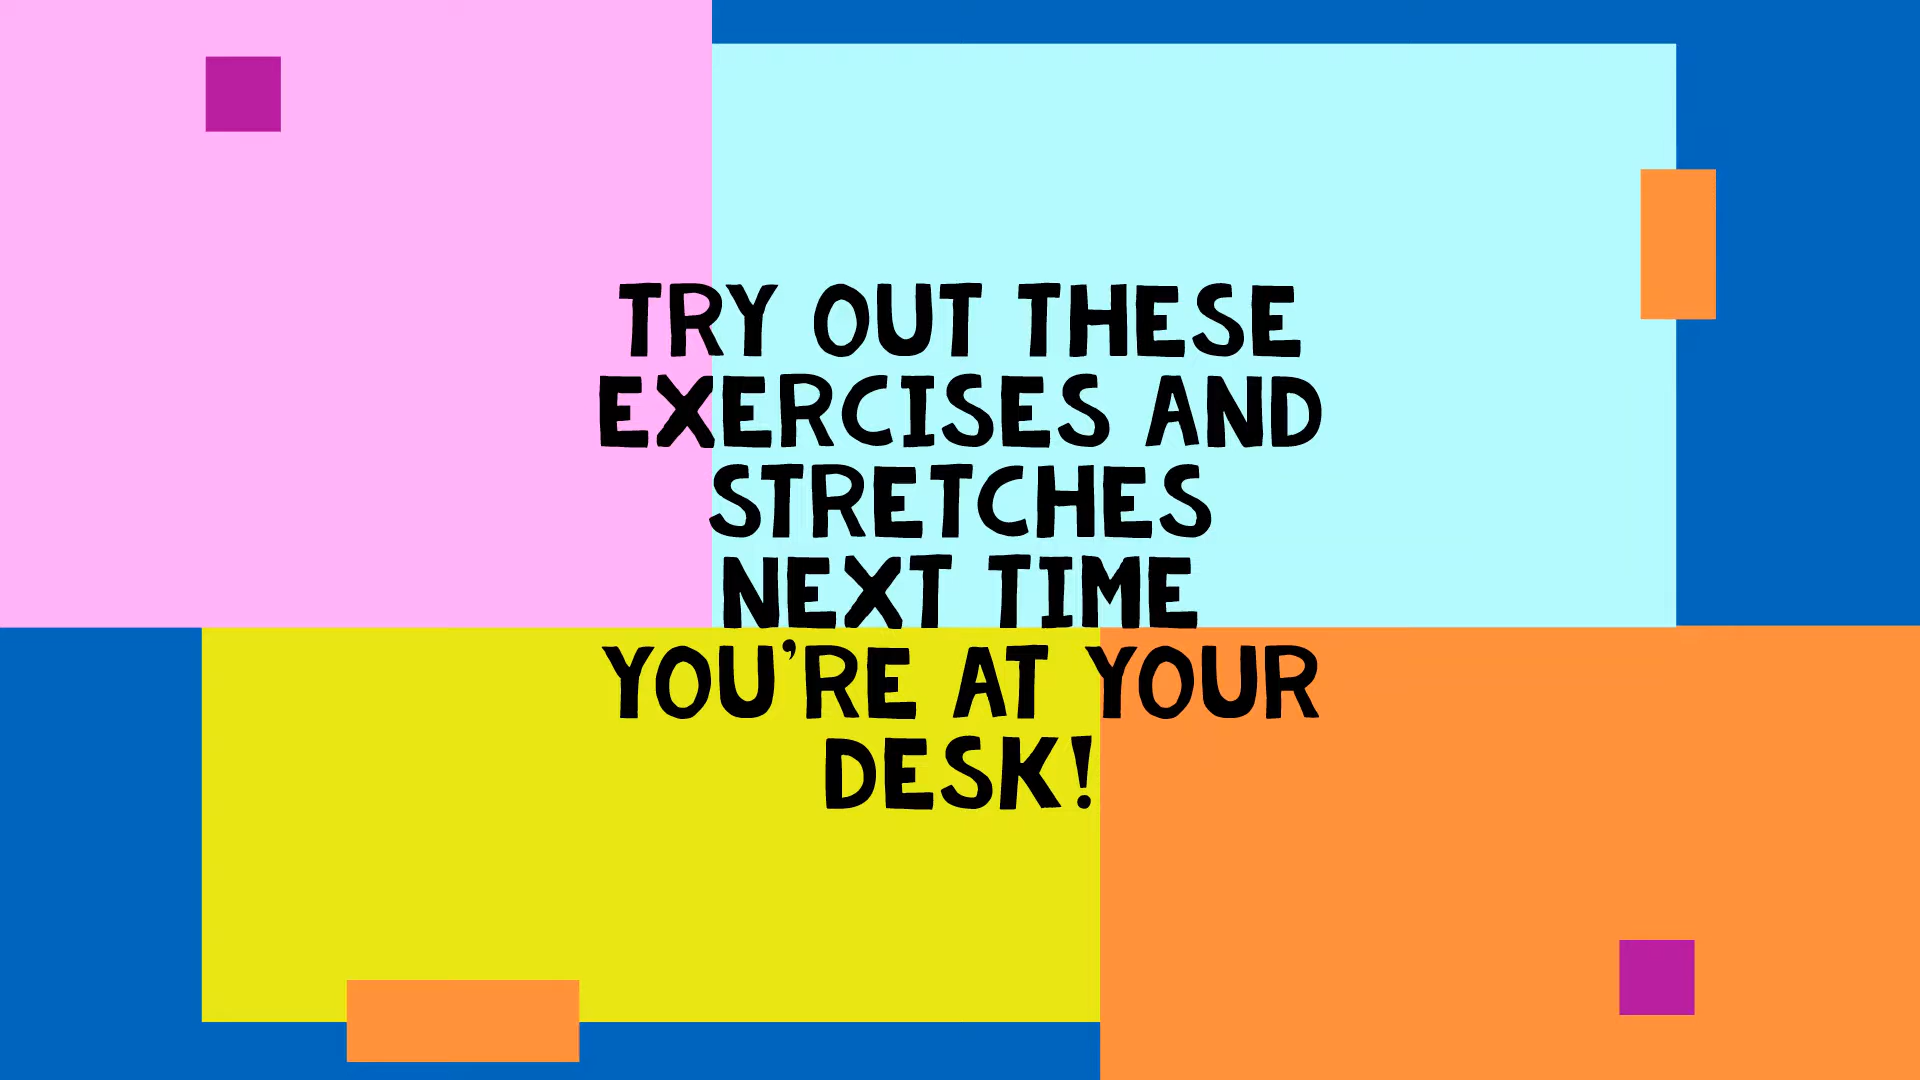 TRY OUT THESE
EXERCISES AND
STRETCHES
NEXT TIME
YOU'RE AT YOUR
DESK!